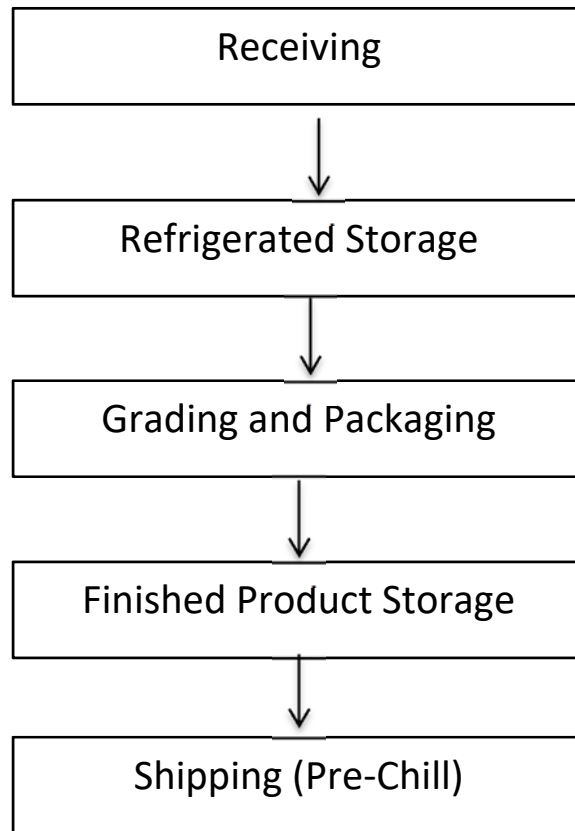 Receiving
Refrigerated Storage
Grading and Packaging
Finished Product Storage
Shipping (Pre-Chill)